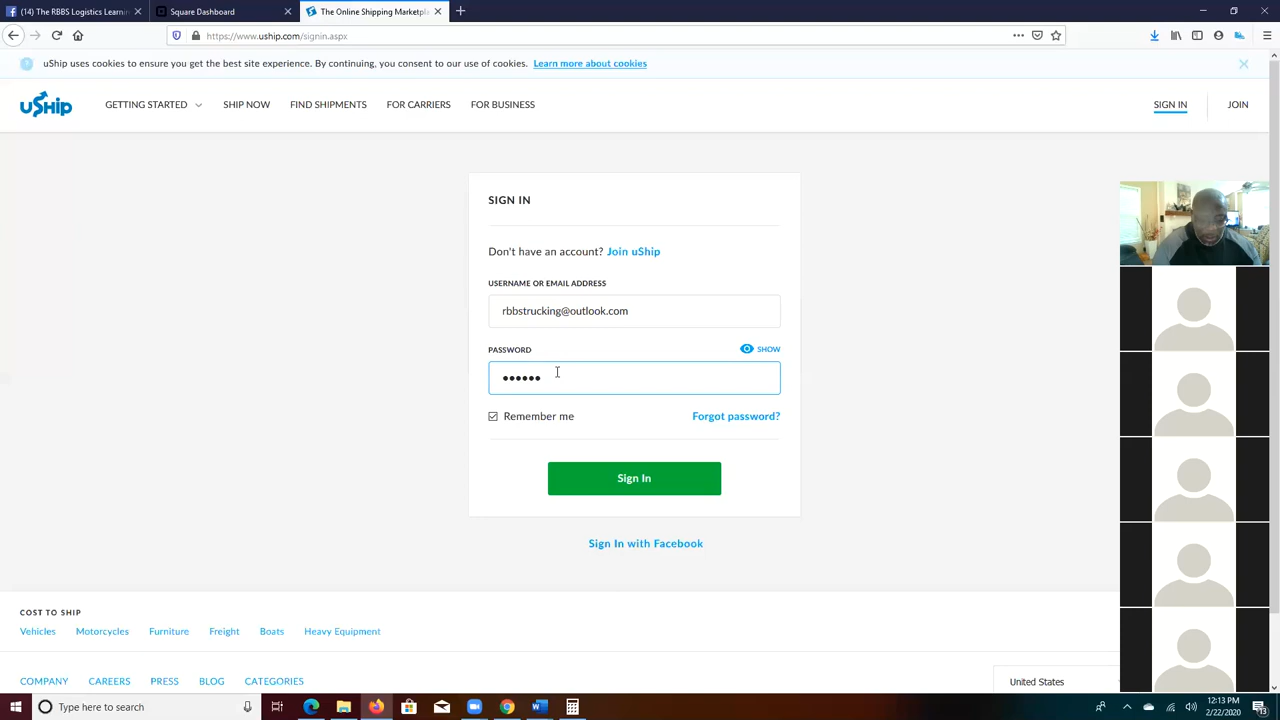 (14) The RBBS Logistics Learni
Square Dashboard
The Online Shipping Marketpla
https://www.uship.com/signin.aspx
uShip uses cookies to ensure you get the best site experience. By continuing, you consent to our use of cookies. Learn more about cookies
uShip
GETTING STARTED
SHIP NOW
FIND SHIPMENTS
FOR CARRIERS
FOR BUSINESS
SIGN IN
JOIN
SIGN IN
Don't have an account? Join uShip
USERNAME OR EMAIL ADDRESS
rbbstrucking@outlook.com
PASSWORD
SHOW
••••••
Remember me
Forgot password?
Sign In
Sign In with Facebook
COST TO SHIP
Vehicles
Motorcycles
Furniture
Freight
Boats
Heavy Equipment
COMPANY
CAREERS
PRESS
BLOG
CATEGORIES
United States
Type here to search
12:13 PM
2/22/2020
13